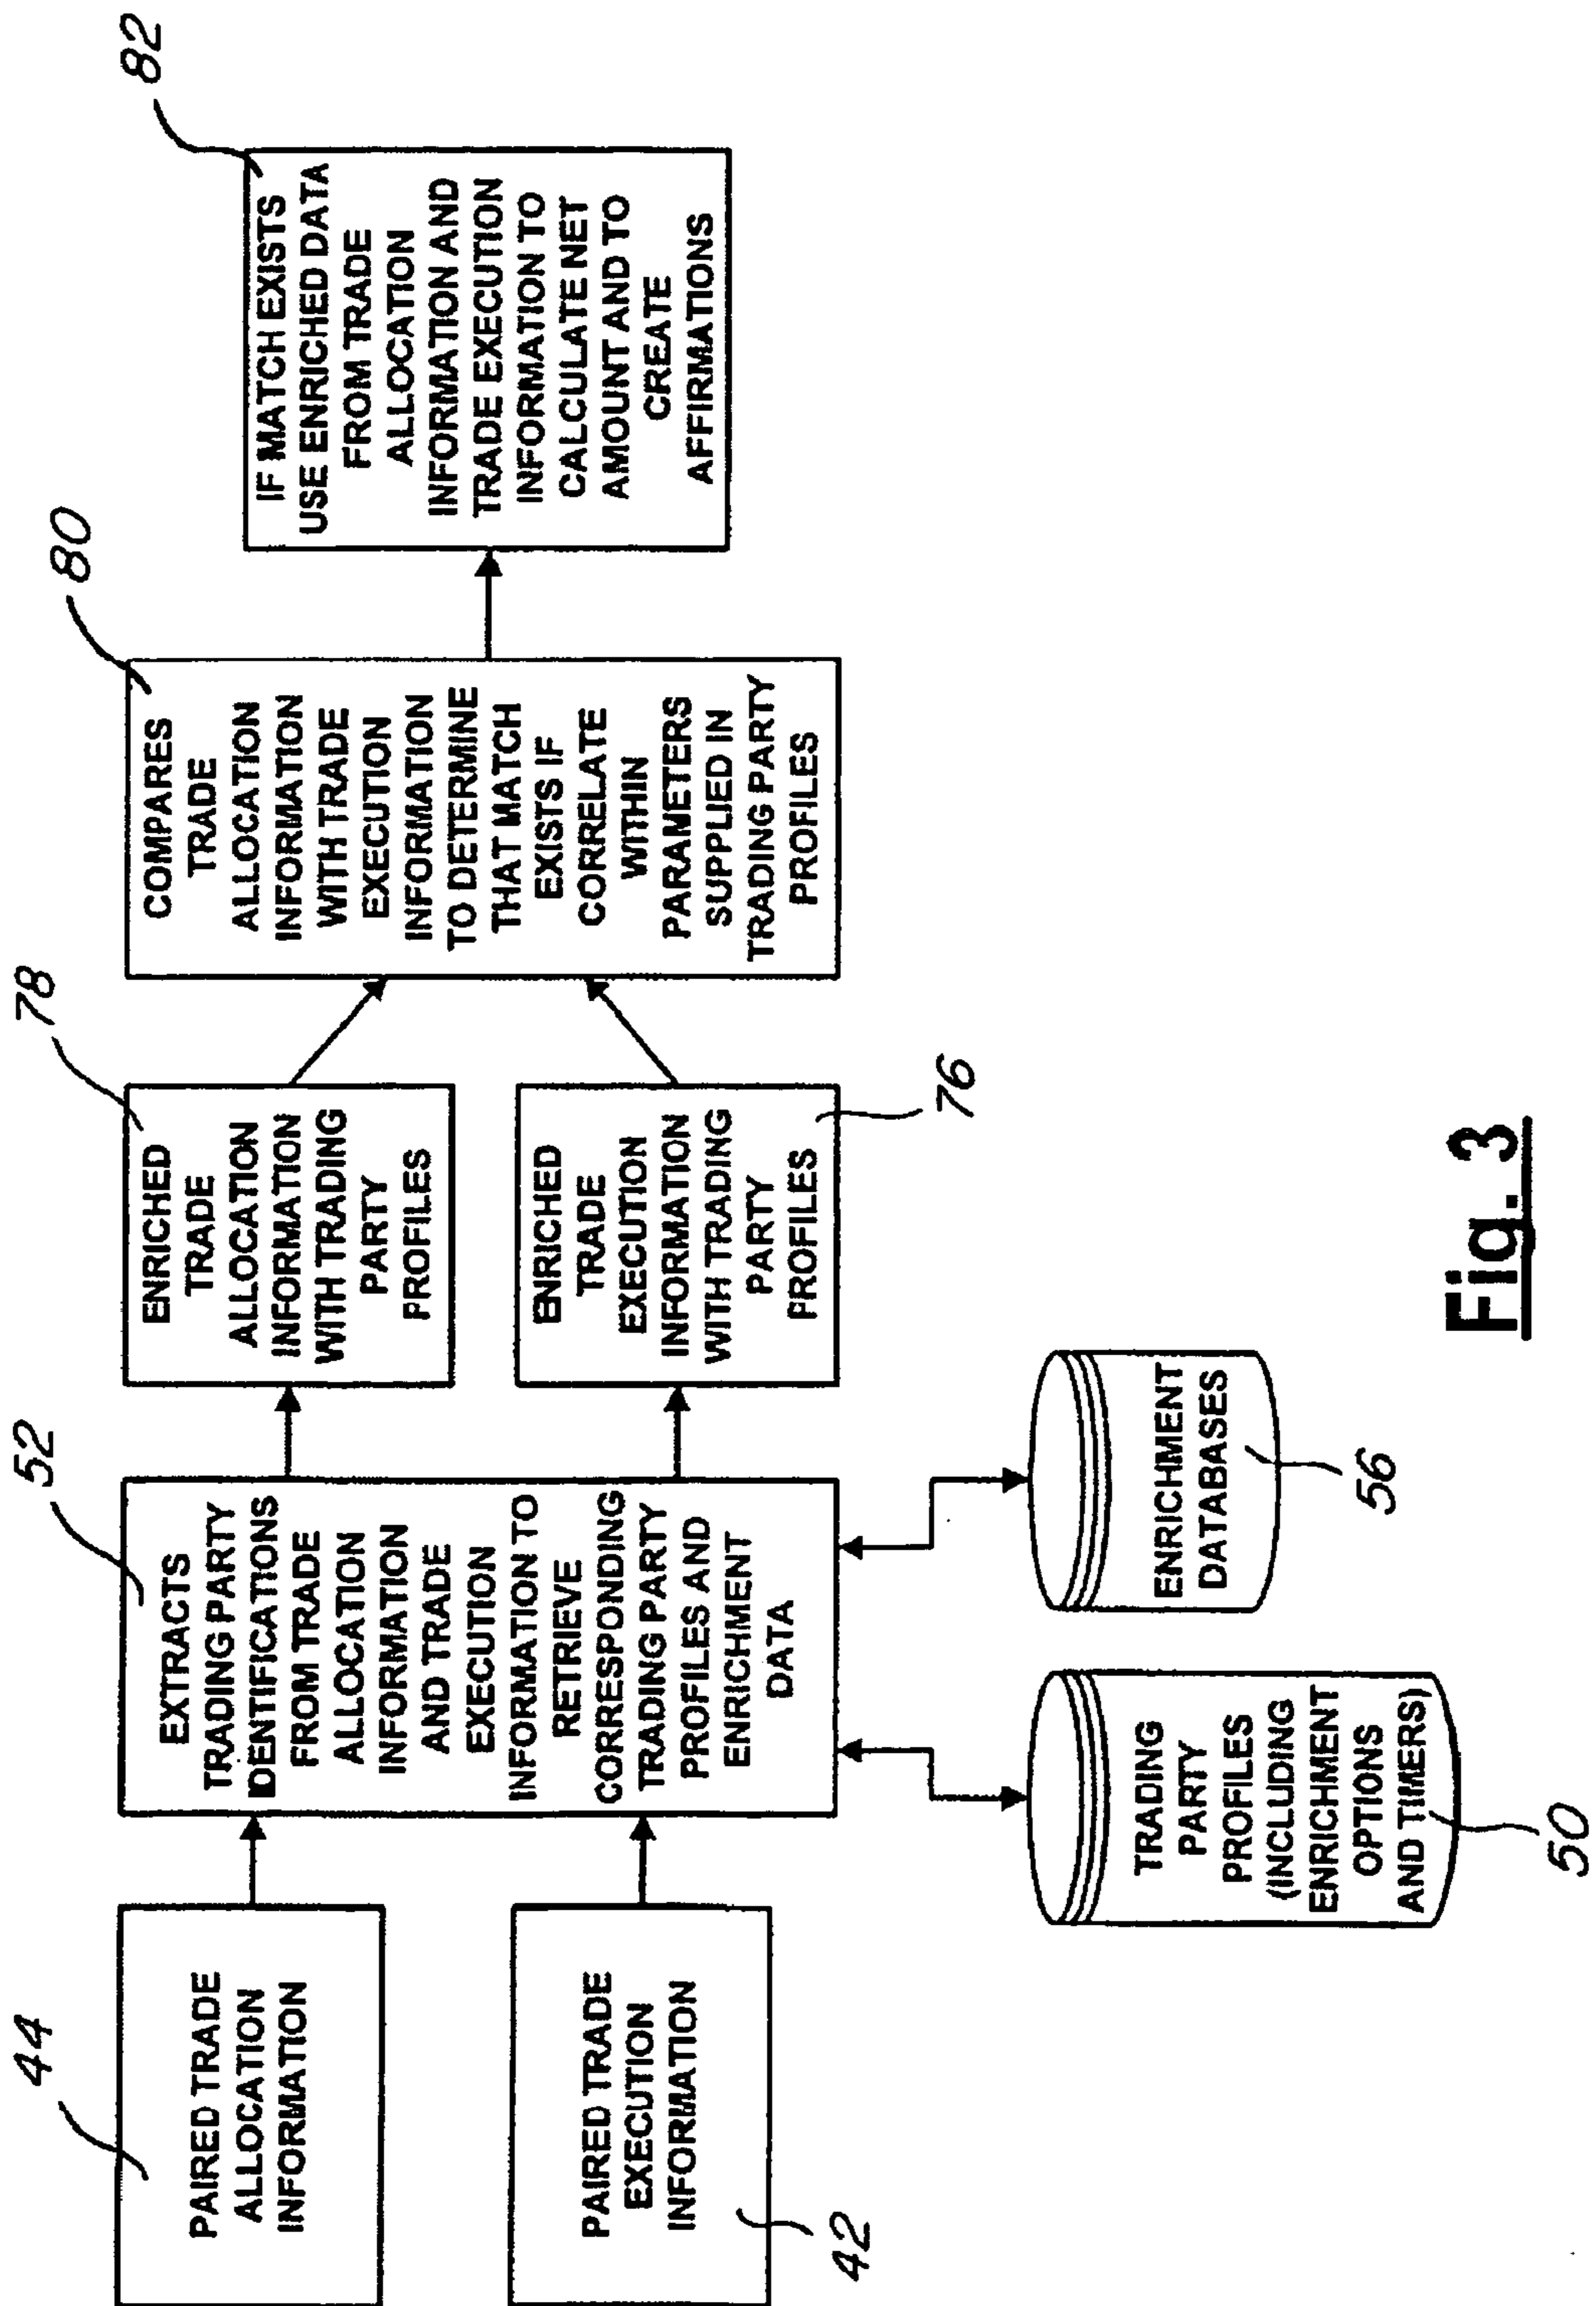 44
PAIRED TRADE
ALLOCATION
INFORMATION
PAIRED TRADE
EXECUTION
INFORMATION
42
52
EXTRACTS
TRADING PARTY
IDENTIFICATIONS
FROM TRADE
ALLOCATION
INFORMATION
AND TRADE
EXECUTION
INFORMATION TO
RETRIEVE
CORRESPONDING
TRADING PARTY
PROFILES AND
ENRICHMENT
DATA
TRADING
PARTY
PROFILES
(INCLUDING
ENRICHMENT
OPTIONS
AND TIMERS)
50
ENRICHMENT
DATABASES
56
78
ENRICHED
TRADE
ALLOCATION
INFORMATION
WITH TRADING
PARTY
PROFILES
ENRICHED
TRADE
EXECUTION
INFORMATION
WITH TRADING
PARTY
PROFILES
76
80
COMPARES
TRADE
ALLOCATION
INFORMATION
WITH TRADE
EXECUTION
INFORMATION
TO DETERMINE
THAT MATCH
EXISTS IF
CORRELATE
WITHIN
PARAMETERS
SUPPLIED IN
TRADING PARTY
PROFILES
82
IF MATCH EXISTS
USE ENRICHED DATA
FROM TRADE
ALLOCATION
INFORMATION AND
TRADE EXECUTION
INFORMATION TO
CALCULATE NET
AMOUNT AND TO
CREATE
AFFIRMATIONS
Fig. 3